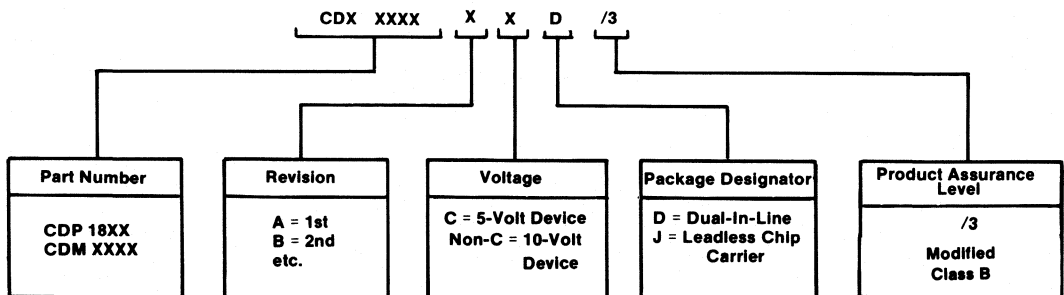 CDX XXXX X X D /3
Part Number
CDP 18XX
CDM XXXX
Revision
A = 1st
B = 2nd
etc.
Voltage
C = 5-Volt Device
Non-C = 10-Volt
Device
Package Designator
D = Dual-In-Line
J = Leadless Chip
Carrier
Product Assurance
Level
/3
Modified
Class B